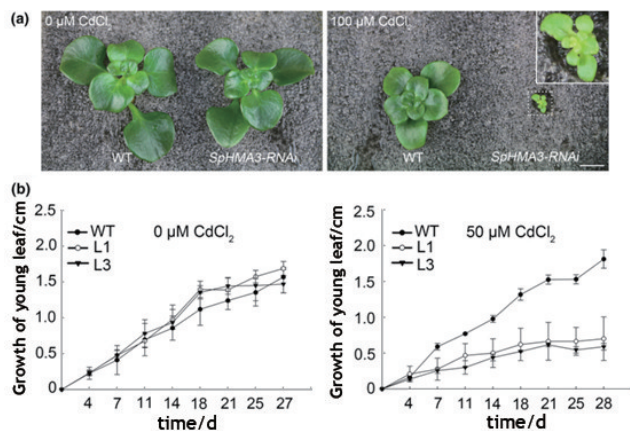 (a)
0 μM CdCl2
WT
SpHMA3-RNAi
100 μM CdCl2
WT
SpHMA3-RNAi
(b)
Growth of young leaf/cm
2.5
2.0
1.5
1.0
0.5
0
WT
L1
L3
0 μM CdCl2
4 7 11 14 18 21 25 27
time/d
Growth of young leaf/cm
2.5
2.0
1.5
1.0
0.5
0
WT
L1
L3
50 μM CdCl2
4 7 11 14 18 21 25 28
time/d